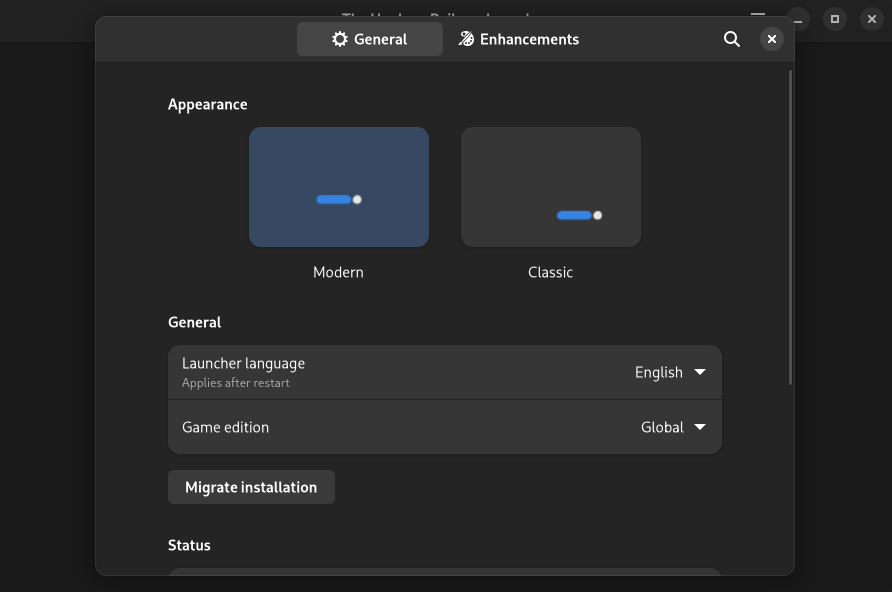 General
Enhancements
Appearance
Modern
Classic
General
Launcher language
Applies after restart
English
Game edition
Global
Migrate installation
Status